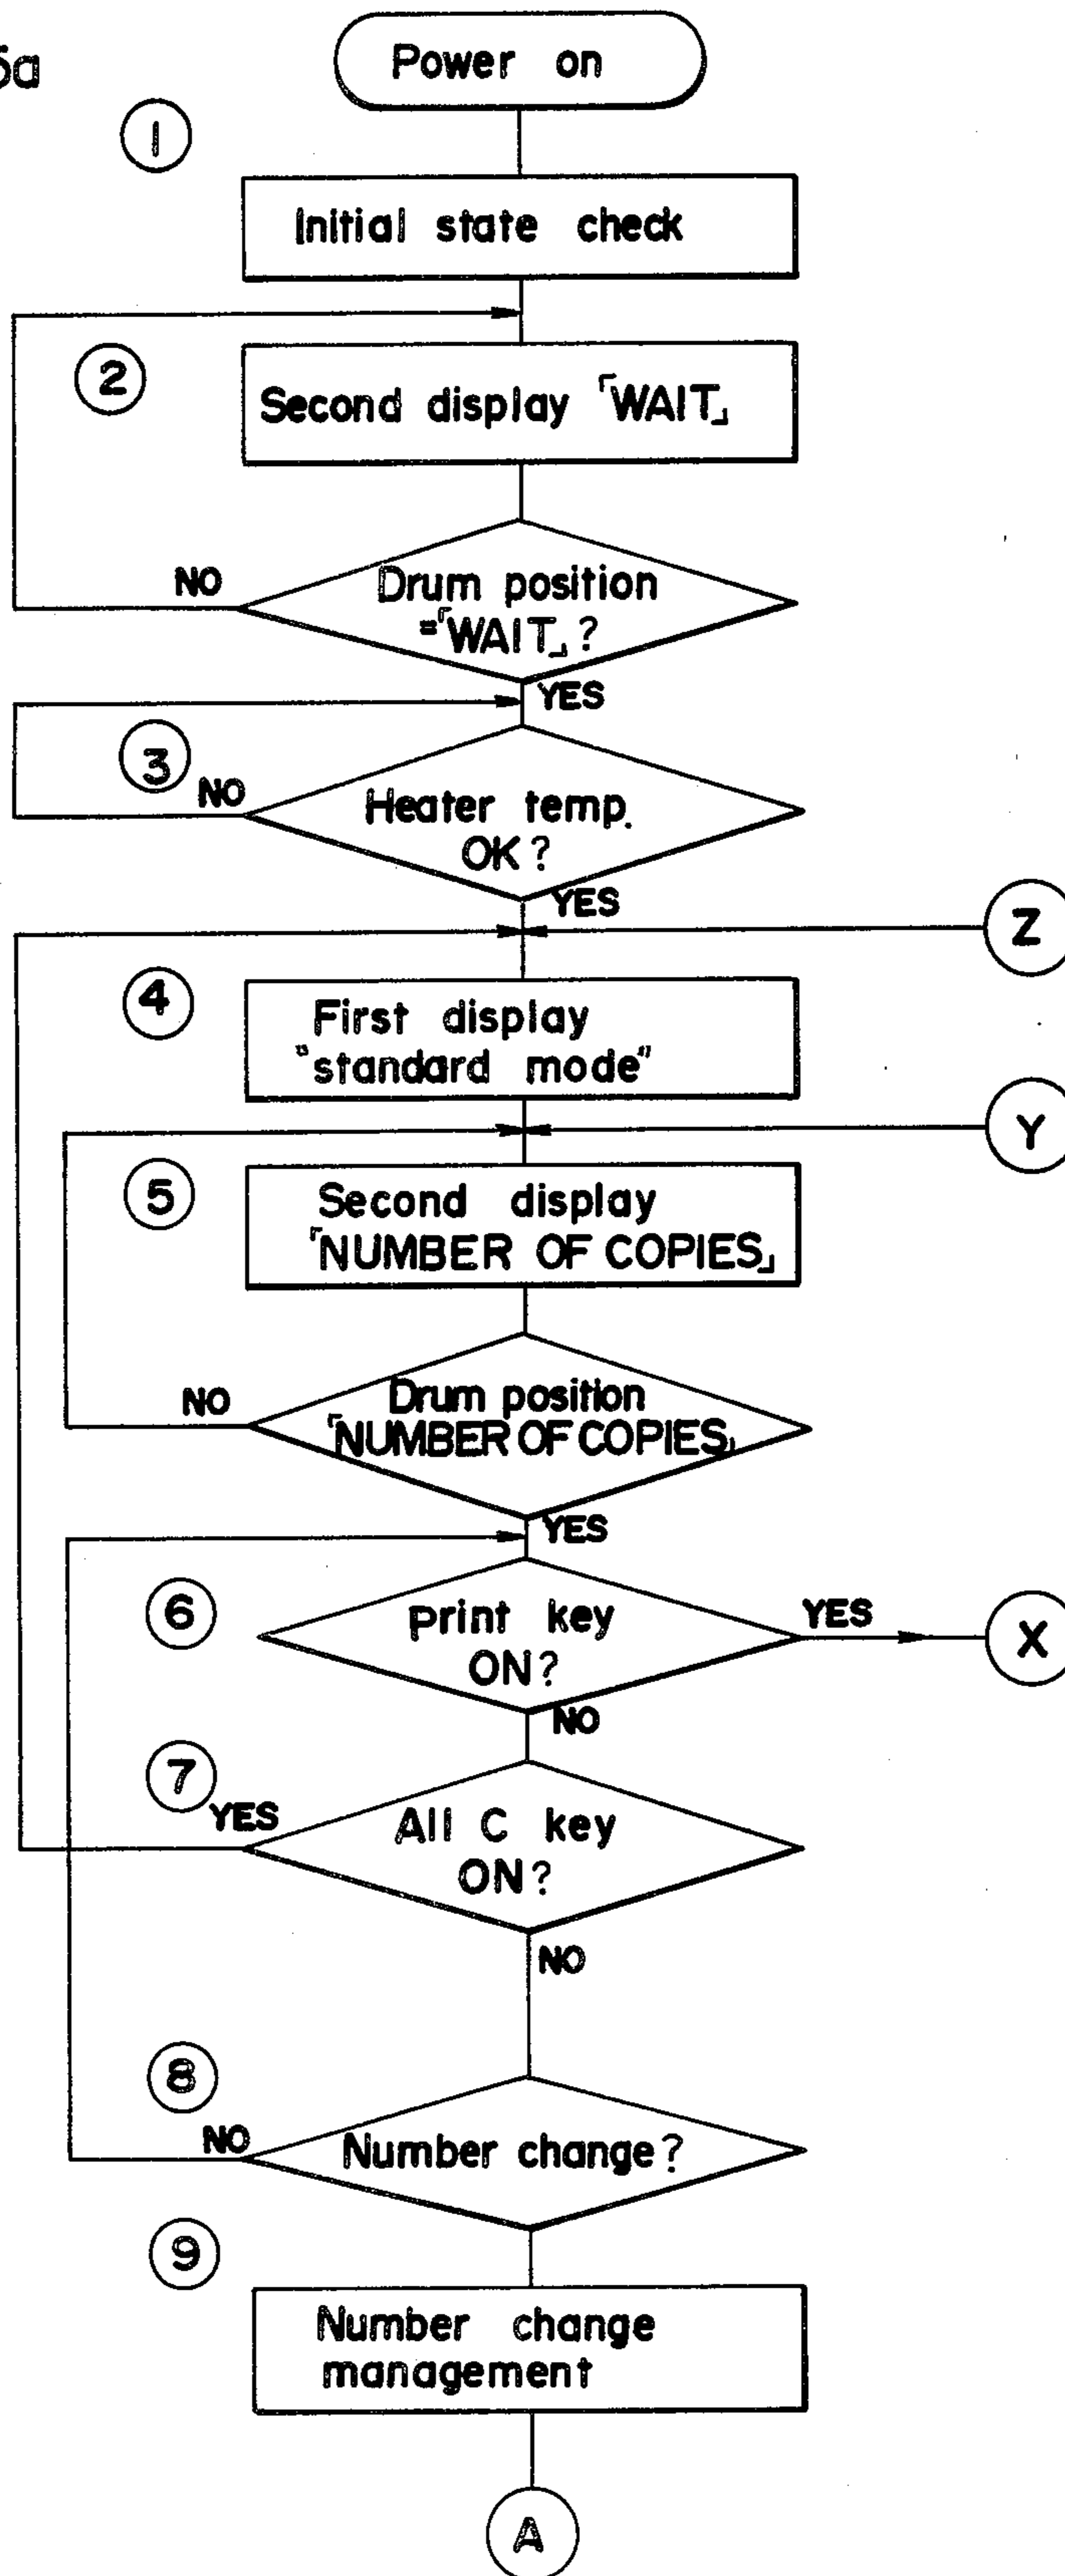 5a
Power on
1
Initial state check
2
Second display 「WAIT」
NO
Drum position
=「WAIT」?
YES
3
NO
Heater temp.
OK?
YES
Z
4
First display
"standard mode"
Y
5
Second display
「NUMBER OF COPIES」
NO
Drum position
「NUMBER OF COPIES」
YES
6
print key
ON?
YES
X
NO
7
YES
All C key
ON?
NO
8
NO
Number change?
9
Number change
management
A